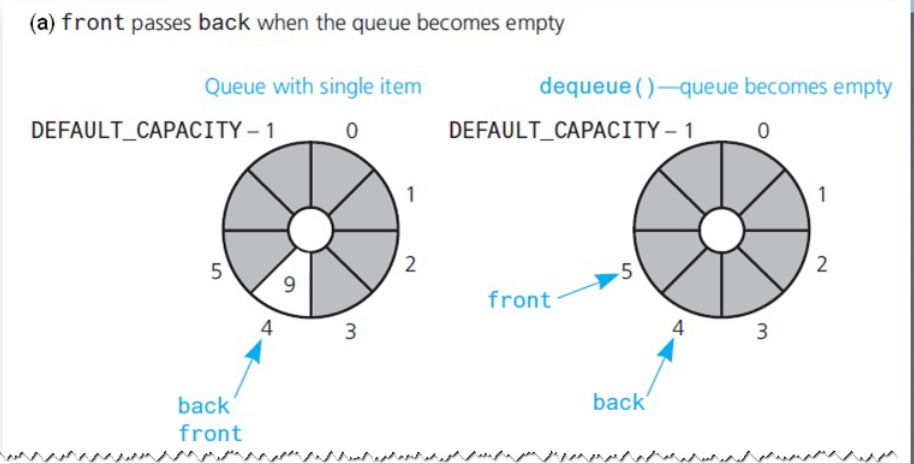 (a) front passes back when the queue becomes empty
Queue with single item
DEFAULT_CAPACITY – 1
0
1
2
3
4
5
9
back
front
dequeue()—queue becomes empty
DEFAULT_CAPACITY – 1
0
1
2
3
4
5
front
back